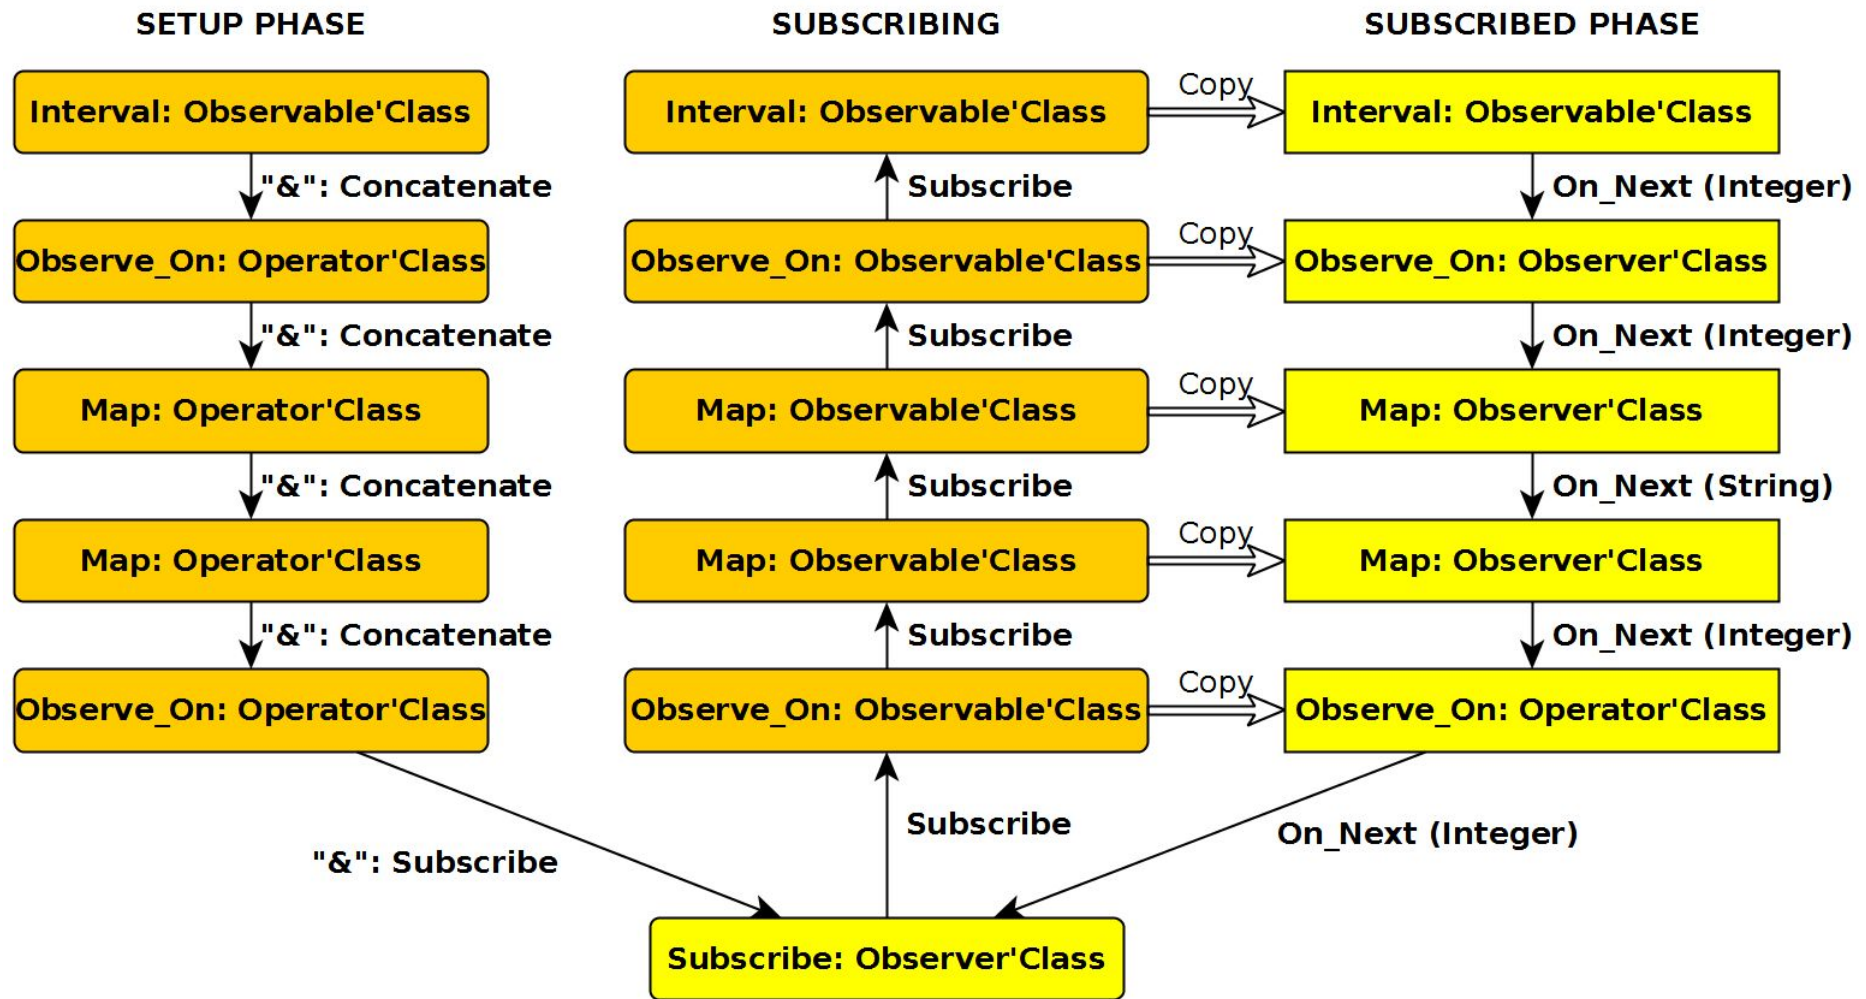 SETUP PHASE
SUBSCRIBING
SUBSCRIBED PHASE
Interval: Observable'Class
Interval: Observable'Class
Copy
Interval: Observable'Class
"&": Concatenate
Subscribe
On_Next (Integer)
Observe_On: Operator'Class
Observe_On: Observable'Class
Copy
Observe_On: Observer'Class
"&": Concatenate
Subscribe
On_Next (Integer)
Map: Operator'Class
Map: Observable'Class
Copy
Map: Observer'Class
"&": Concatenate
Subscribe
On_Next (String)
Map: Operator'Class
Map: Observable'Class
Copy
Map: Observer'Class
"&": Concatenate
Subscribe
On_Next (Integer)
Observe_On: Operator'Class
Observe_On: Observable'Class
Copy
Observe_On: Operator'Class
"&": Subscribe
Subscribe
On_Next (Integer)
Subscribe: Observer'Class